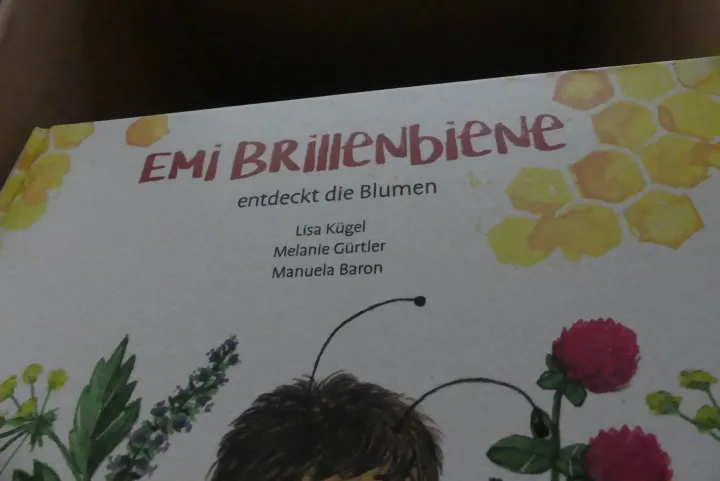 EMI BRILLENBIENE
entdeckt die Blumen
Lisa Kügel
Melanie Gürtler
Manuela Baron